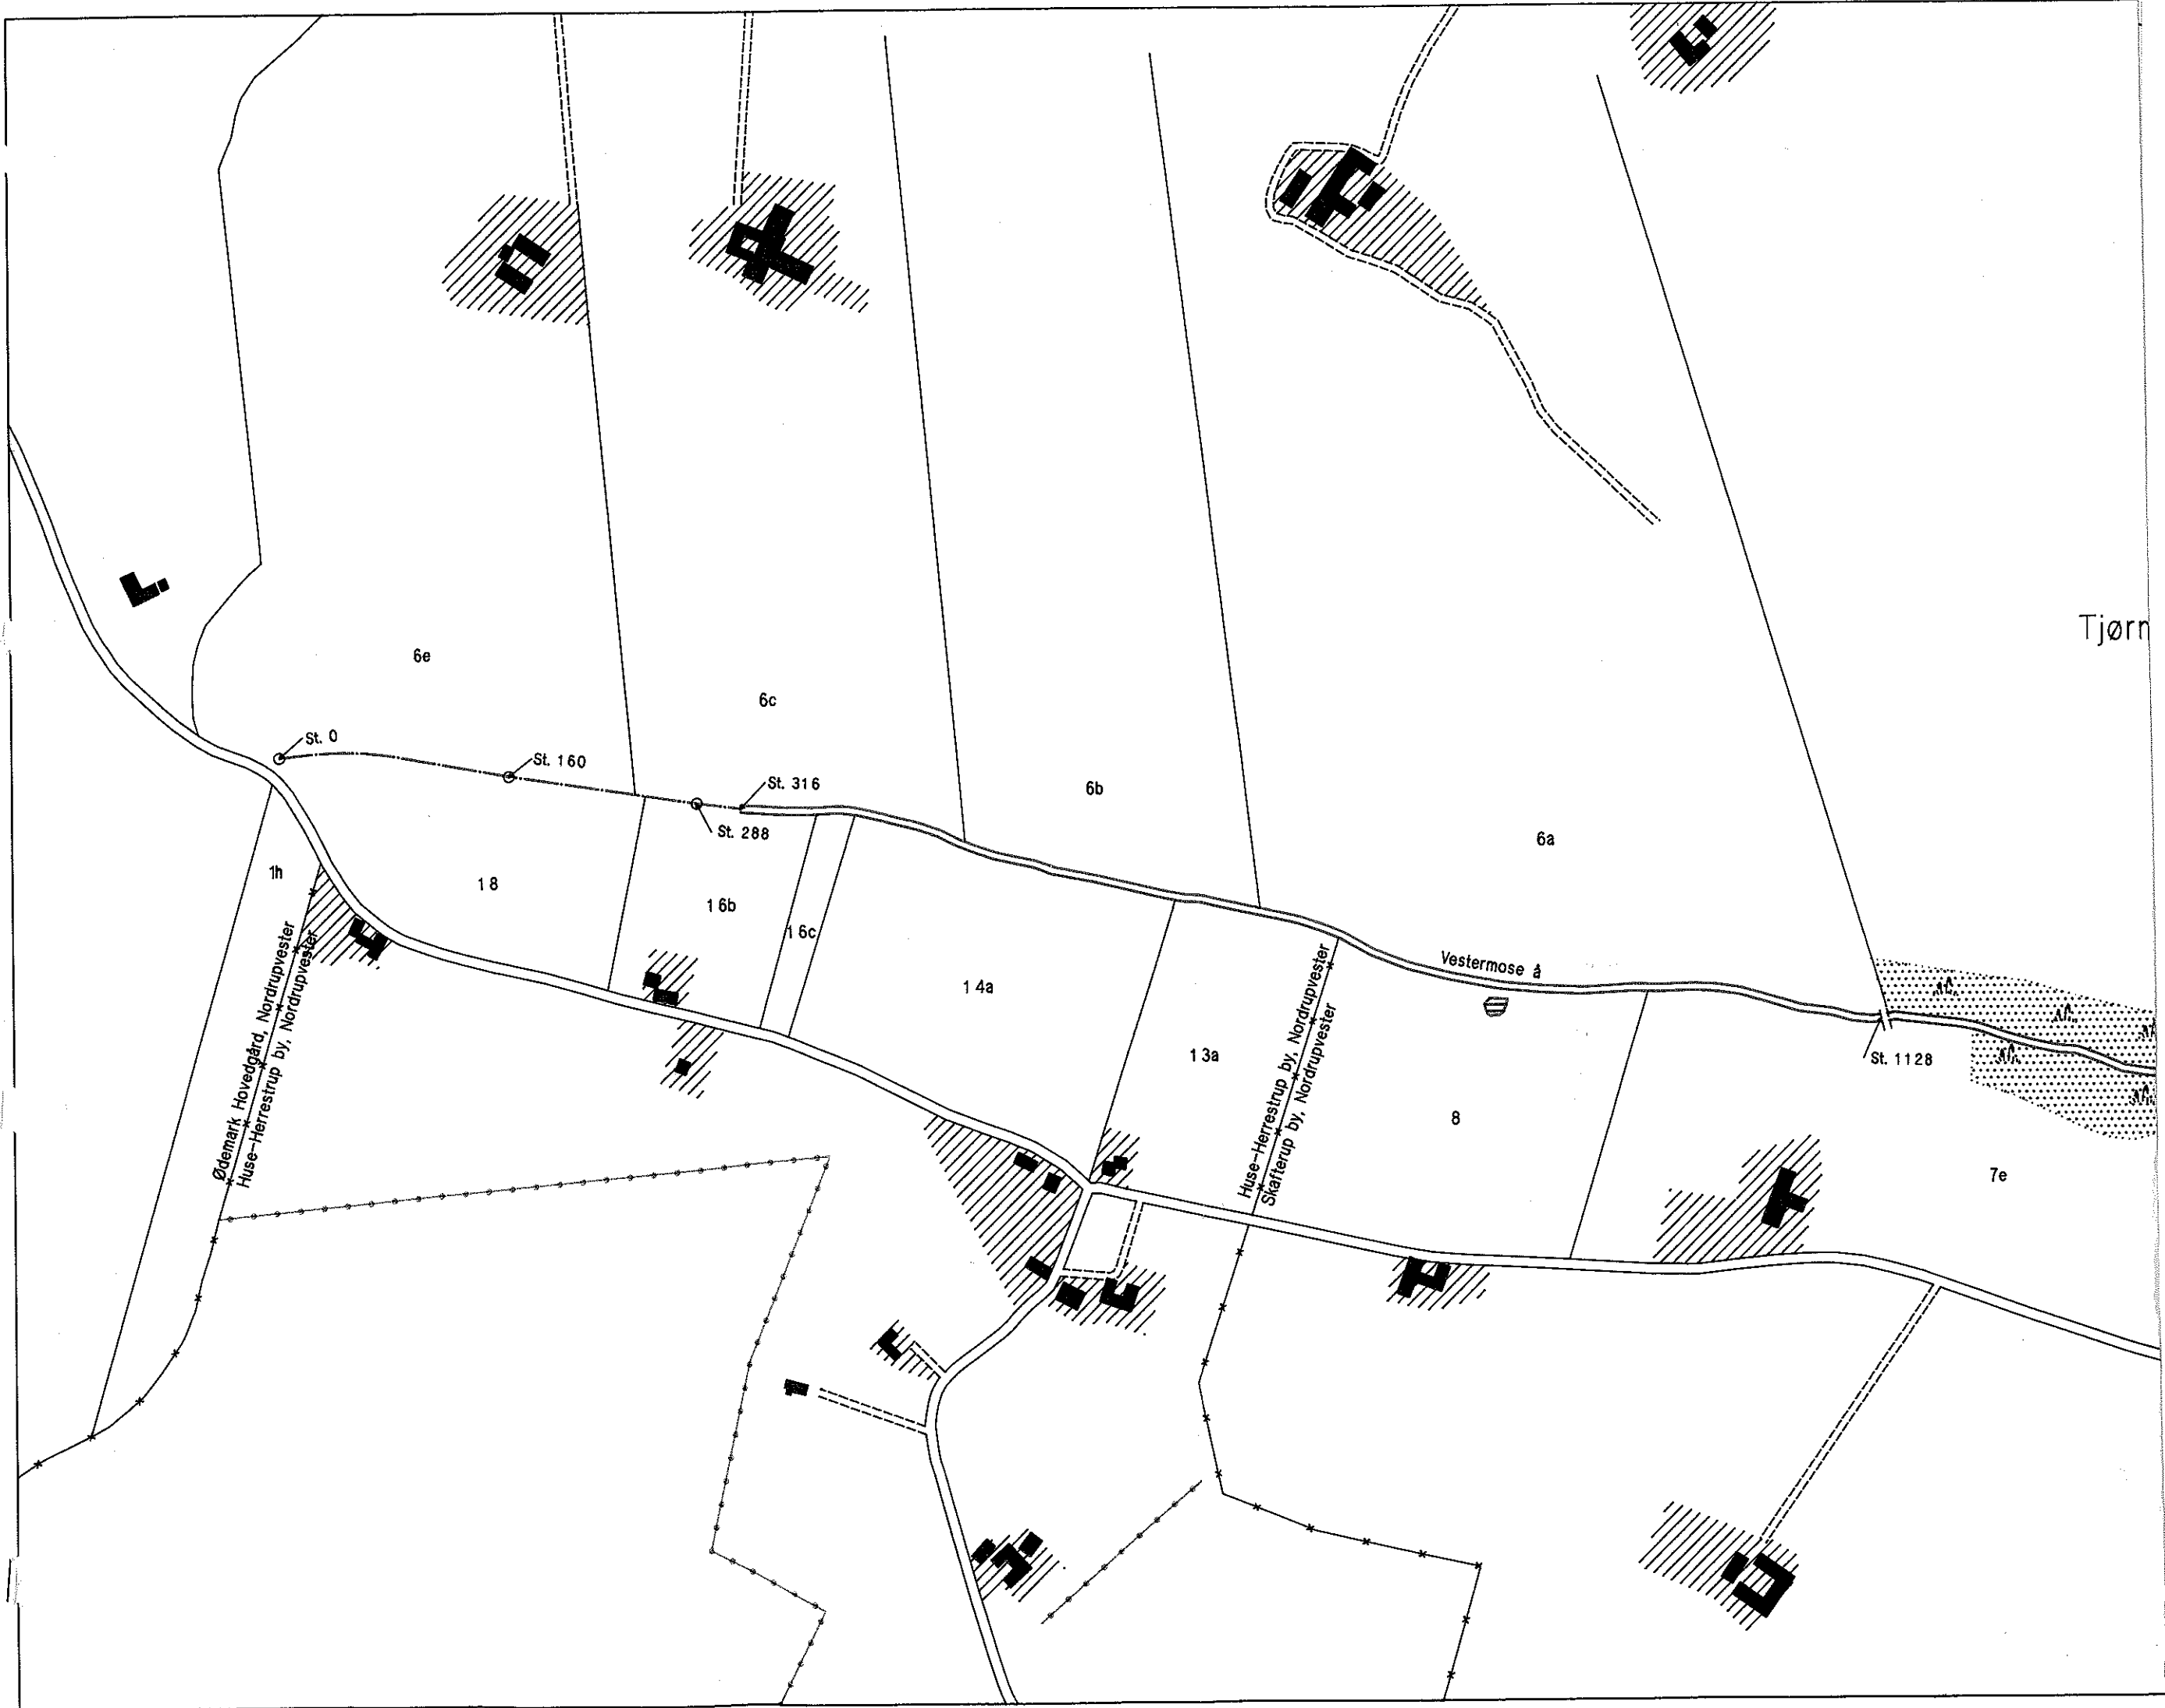 Tjørn
6e
6c
St. 0
St. 160
St. 316
St. 288
6b
6a
1h
18
16b
16c
14a
13a
Vestermose å
8
St. 1128
7e
Ødemark Hovedgård, Nordrupvester
Huse-Herrestrup by, Nordrupvester
Huse-Herrestrup by, Nordrupvester
Skafterup by, Nordrupvester